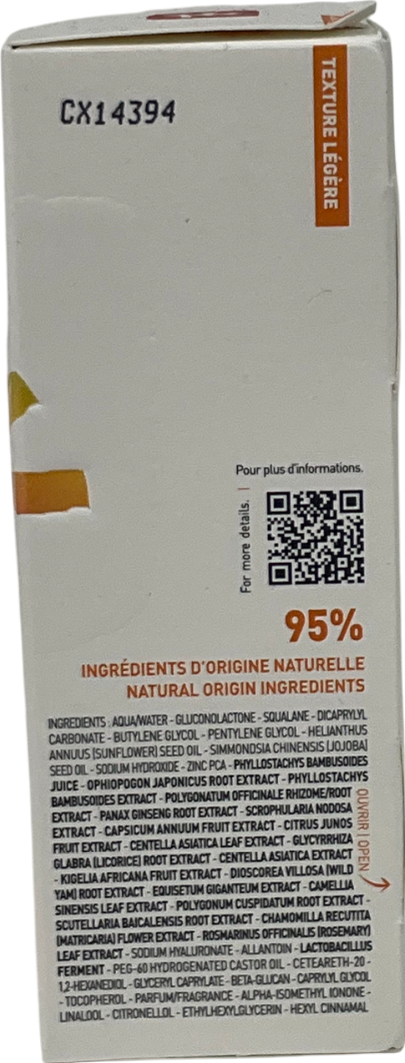 CX14394
TEXTURE LÉGÈRE
Pour plus d'informations.
For more details. |
95%
INGRÉDIENTS D'ORIGINE NATURELLE
NATURAL ORIGIN INGREDIENTS
INGREDIENTS : AQUA/WATER - GLUCONOLACTONE - SQUALANE - DICAPRYLYL
CARBONATE - BUTYLENE GLYCOL - PENTYLENE GLYCOL - HELIANTHUS
ANNUUS (SUNFLOWER) SEED OIL - SIMMONDSIA CHINENSIS (JOJOBA)
SEED OIL - SODIUM HYDROXIDE - ZINC PCA - PHYLLOSTACHYS BAMBUSOIDES
JUICE - OPHIOPOGON JAPONICUS ROOT EXTRACT - PHYLLOSTACHYS
BAMBUSOIDES EXTRACT - POLYGONATUM OFFICINALE RHIZOME/ROOT
EXTRACT - PANAX GINSENG ROOT EXTRACT - SCROPHULARIA NODOSA
EXTRACT - CAPSICUM ANNUUM FRUIT EXTRACT - CITRUS JUNOS
FRUIT EXTRACT - CENTELLA ASIATICA LEAF EXTRACT - GLYCYRRHIZA
GLABRA (LICORICE) ROOT EXTRACT - CENTELLA ASIATICA EXTRACT
- KIGELIA AFRICANA FRUIT EXTRACT - DIOSCOREA VILLOSA (WILD
YAM) ROOT EXTRACT - EQUISETUM GIGANTEUM EXTRACT - CAMELLIA
SINENSIS LEAF EXTRACT - POLYGONUM CUSPIDATUM ROOT EXTRACT -
SCUTELLARIA BAICALENSIS ROOT EXTRACT - CHAMOMILLA RECUTITA
(MATRICARIA) FLOWER EXTRACT - ROSMARINUS OFFICINALIS (ROSEMARY)
LEAF EXTRACT - SODIUM HYALURONATE - ALLANTOIN - LACTOBACILLUS
FERMENT - PEG-60 HYDROGENATED CASTOR OIL - CETEARETH-20 -
1,2-HEXANEDIOL - GLYCERYL CAPRYLATE - BETA-GLUCAN - CAPRYLYL GLYCOL
- TOCOPHEROL - PARFUM/FRAGRANCE - ALPHA-ISOMETHYL IONONE -
LINALOOL - CITRONELLOL - ETHYLHEXYLGLYCERIN - HEXYL CINNAMAL
OUVRIR | OPEN